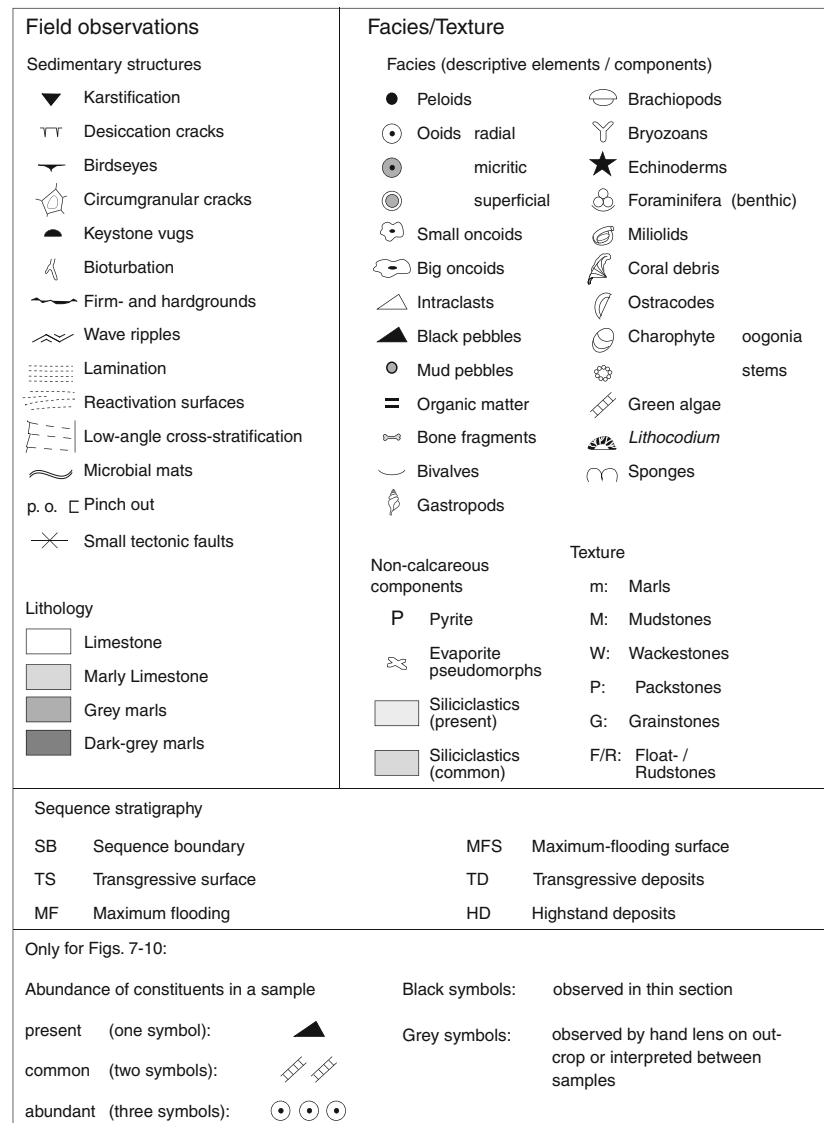 Field observations
Sedimentary structures
Karstification
Desiccation cracks
Birdseyes
Circumgranular cracks
Keystone vugs
Bioturbation
Firm- and hardgrounds
Wave ripples
Lamination
Reactivation surfaces
Low-angle cross-stratification
Microbial mats
p. o. Pinch out
Small tectonic faults
Lithology
Limestone
Marly Limestone
Grey marls
Dark-grey marls
Facies/Texture
Facies (descriptive elements / components)
Peloids
Ooids radial
micritic
superficial
Small oncoids
Big oncoids
Intraclasts
Black pebbles
Mud pebbles
Organic matter
Bone fragments
Bivalves
Gastropods
Brachiopods
Bryozoans
Echinoderms
Foraminifera (benthic)
Miliolids
Coral debris
Ostracodes
Charophyte oogonia
stems
Green algae
Lithocodium
Sponges
Non-calcareous
components
P Pyrite
Evaporite
pseudomorphs
Siliciclastics
(present)
Siliciclastics
(common)
Texture
m: Marls
M: Mudstones
W: Wackestones
P: Packstones
G: Grainstones
F/R: Float- /
Rudstones
Sequence stratigraphy
SB Sequence boundary
TS Transgressive surface
MF Maximum flooding
MFS Maximum-flooding surface
TD Transgressive deposits
HD Highstand deposits
Only for Figs. 7-10:
Abundance of constituents in a sample
present (one symbol):
common (two symbols):
abundant (three symbols):
Black symbols: observed in thin section
Grey symbols: observed by hand lens on out-
crop or interpreted between
samples